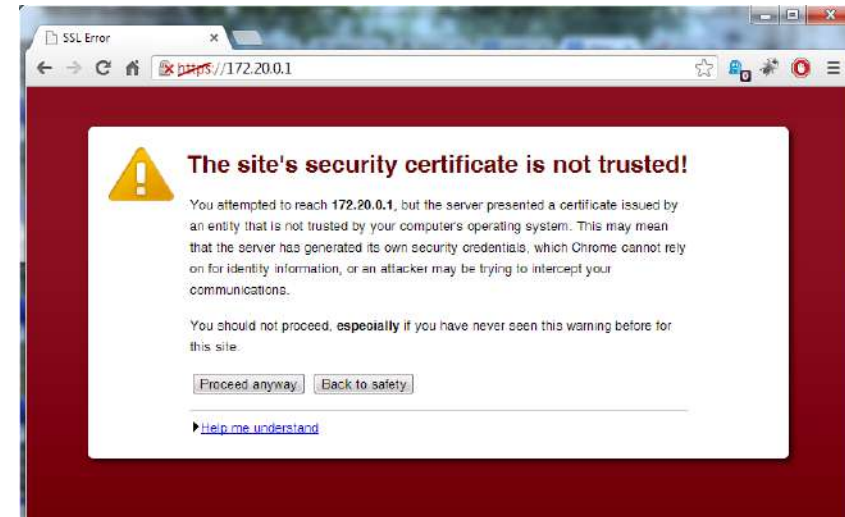 SSL Error
https://172.20.0.1
0
The site's security certificate is not trusted!
You attempted to reach 172.20.0.1, but the server presented a certificate issued by
an entity that is not trusted by your computer's operating system. This may mean
that the server has generated its own security credentials, which Chrome cannot rely
on for identity information, or an attacker may be trying to intercept your
communications.
You should not proceed, especially if you have never seen this warning before for
this site.
Proceed anyway
Back to safety
Help me understand